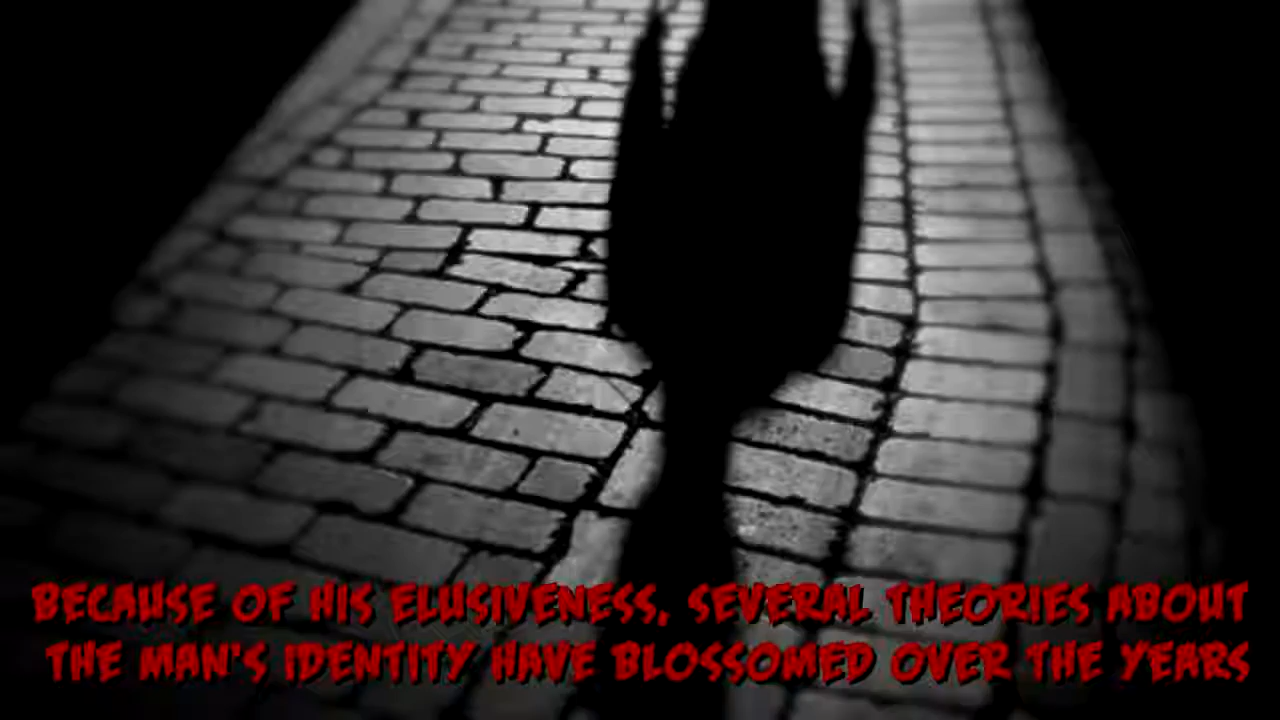 BECAUSE OF HIS ELUSIVENESS, SEVERAL THEORIES ABOUT
THE MAN'S IDENTITY HAVE BLOSSOMED OVER THE YEARS